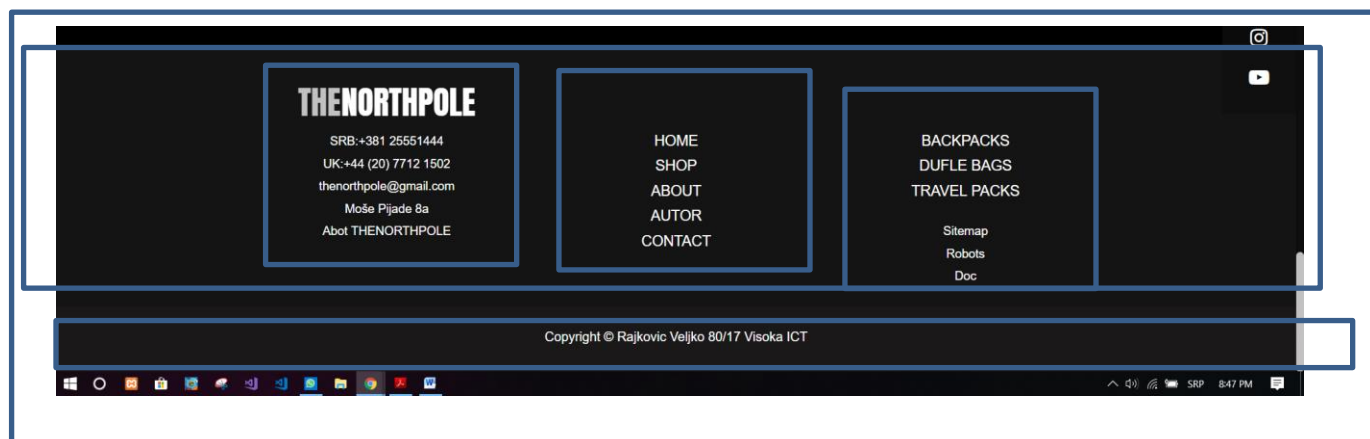 THENORTHPOLE
SRB:+381 25551444
UK:+44 (20) 7712 1502
thenorthpole@gmail.com
Moše Pijade 8a
Abot THENORTHPOLE
HOME
SHOP
ABOUT
AUTOR
CONTACT
BACKPACKS
DUFLE BAGS
TRAVEL PACKS
Sitemap
Robots
Doc
Copyright © Rajkovic Veljko 80/17 Visoka ICT
SRP 8:47 PM